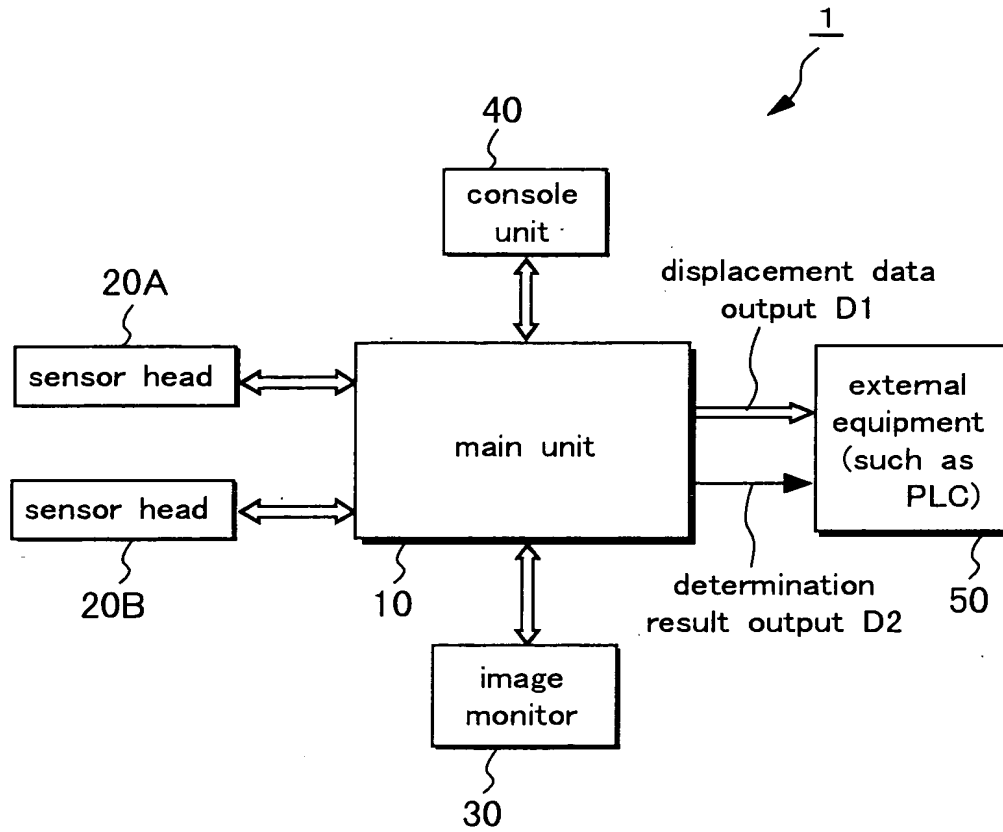 1
40
console
unit
displacement data
output D1
20A
sensor head
main unit
external
equipment
(such as
PLC)
sensor head
20B
10
determination
result output D2
50
image
monitor
30